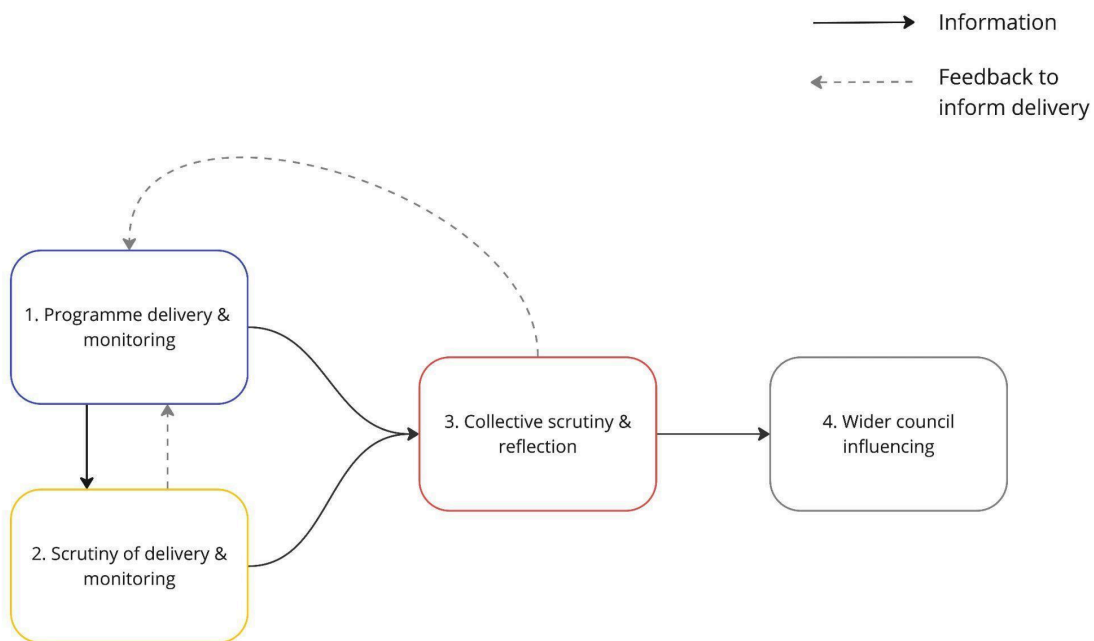 Information
Feedback to
inform delivery
1. Programme delivery &
monitoring
3. Collective scrutiny &
reflection
4. Wider council
influencing
2. Scrutiny of delivery &
monitoring